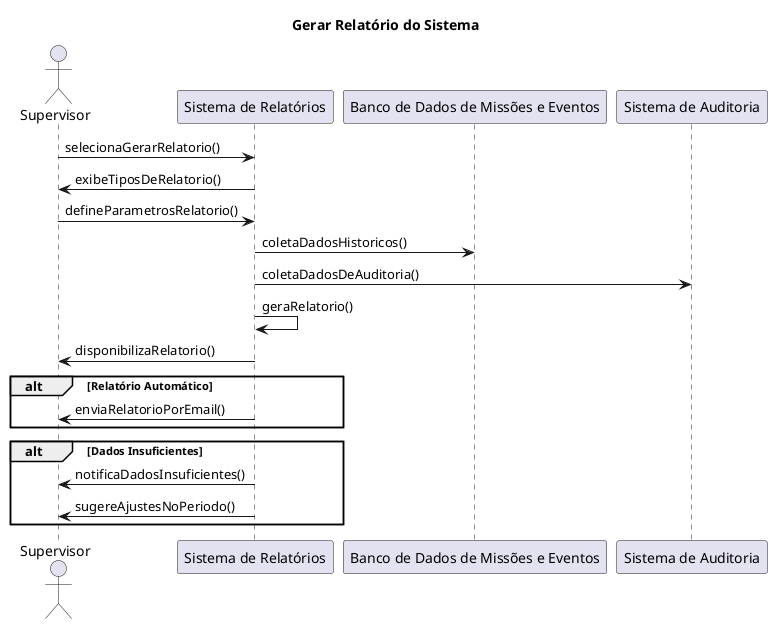 Gerar Relatório do Sistema
Supervisor
Sistema de Relatórios
Banco de Dados de Missões e Eventos
Sistema de Auditoria
selecionaGerarRelatorio()
exibeTiposDeRelatorio()
defineParametrosRelatorio()
coletaDadosHistoricos()
coletaDadosDeAuditoria()
geraRelatorio()
disponibilizaRelatorio()
alt [Relatório Automático]
enviaRelatorioPorEmail()
alt [Dados Insuficientes]
notificaDadosInsuficientes()
sugereAjustesNoPeriodo()
Supervisor
Sistema de Relatórios
Banco de Dados de Missões e Eventos
Sistema de Auditoria